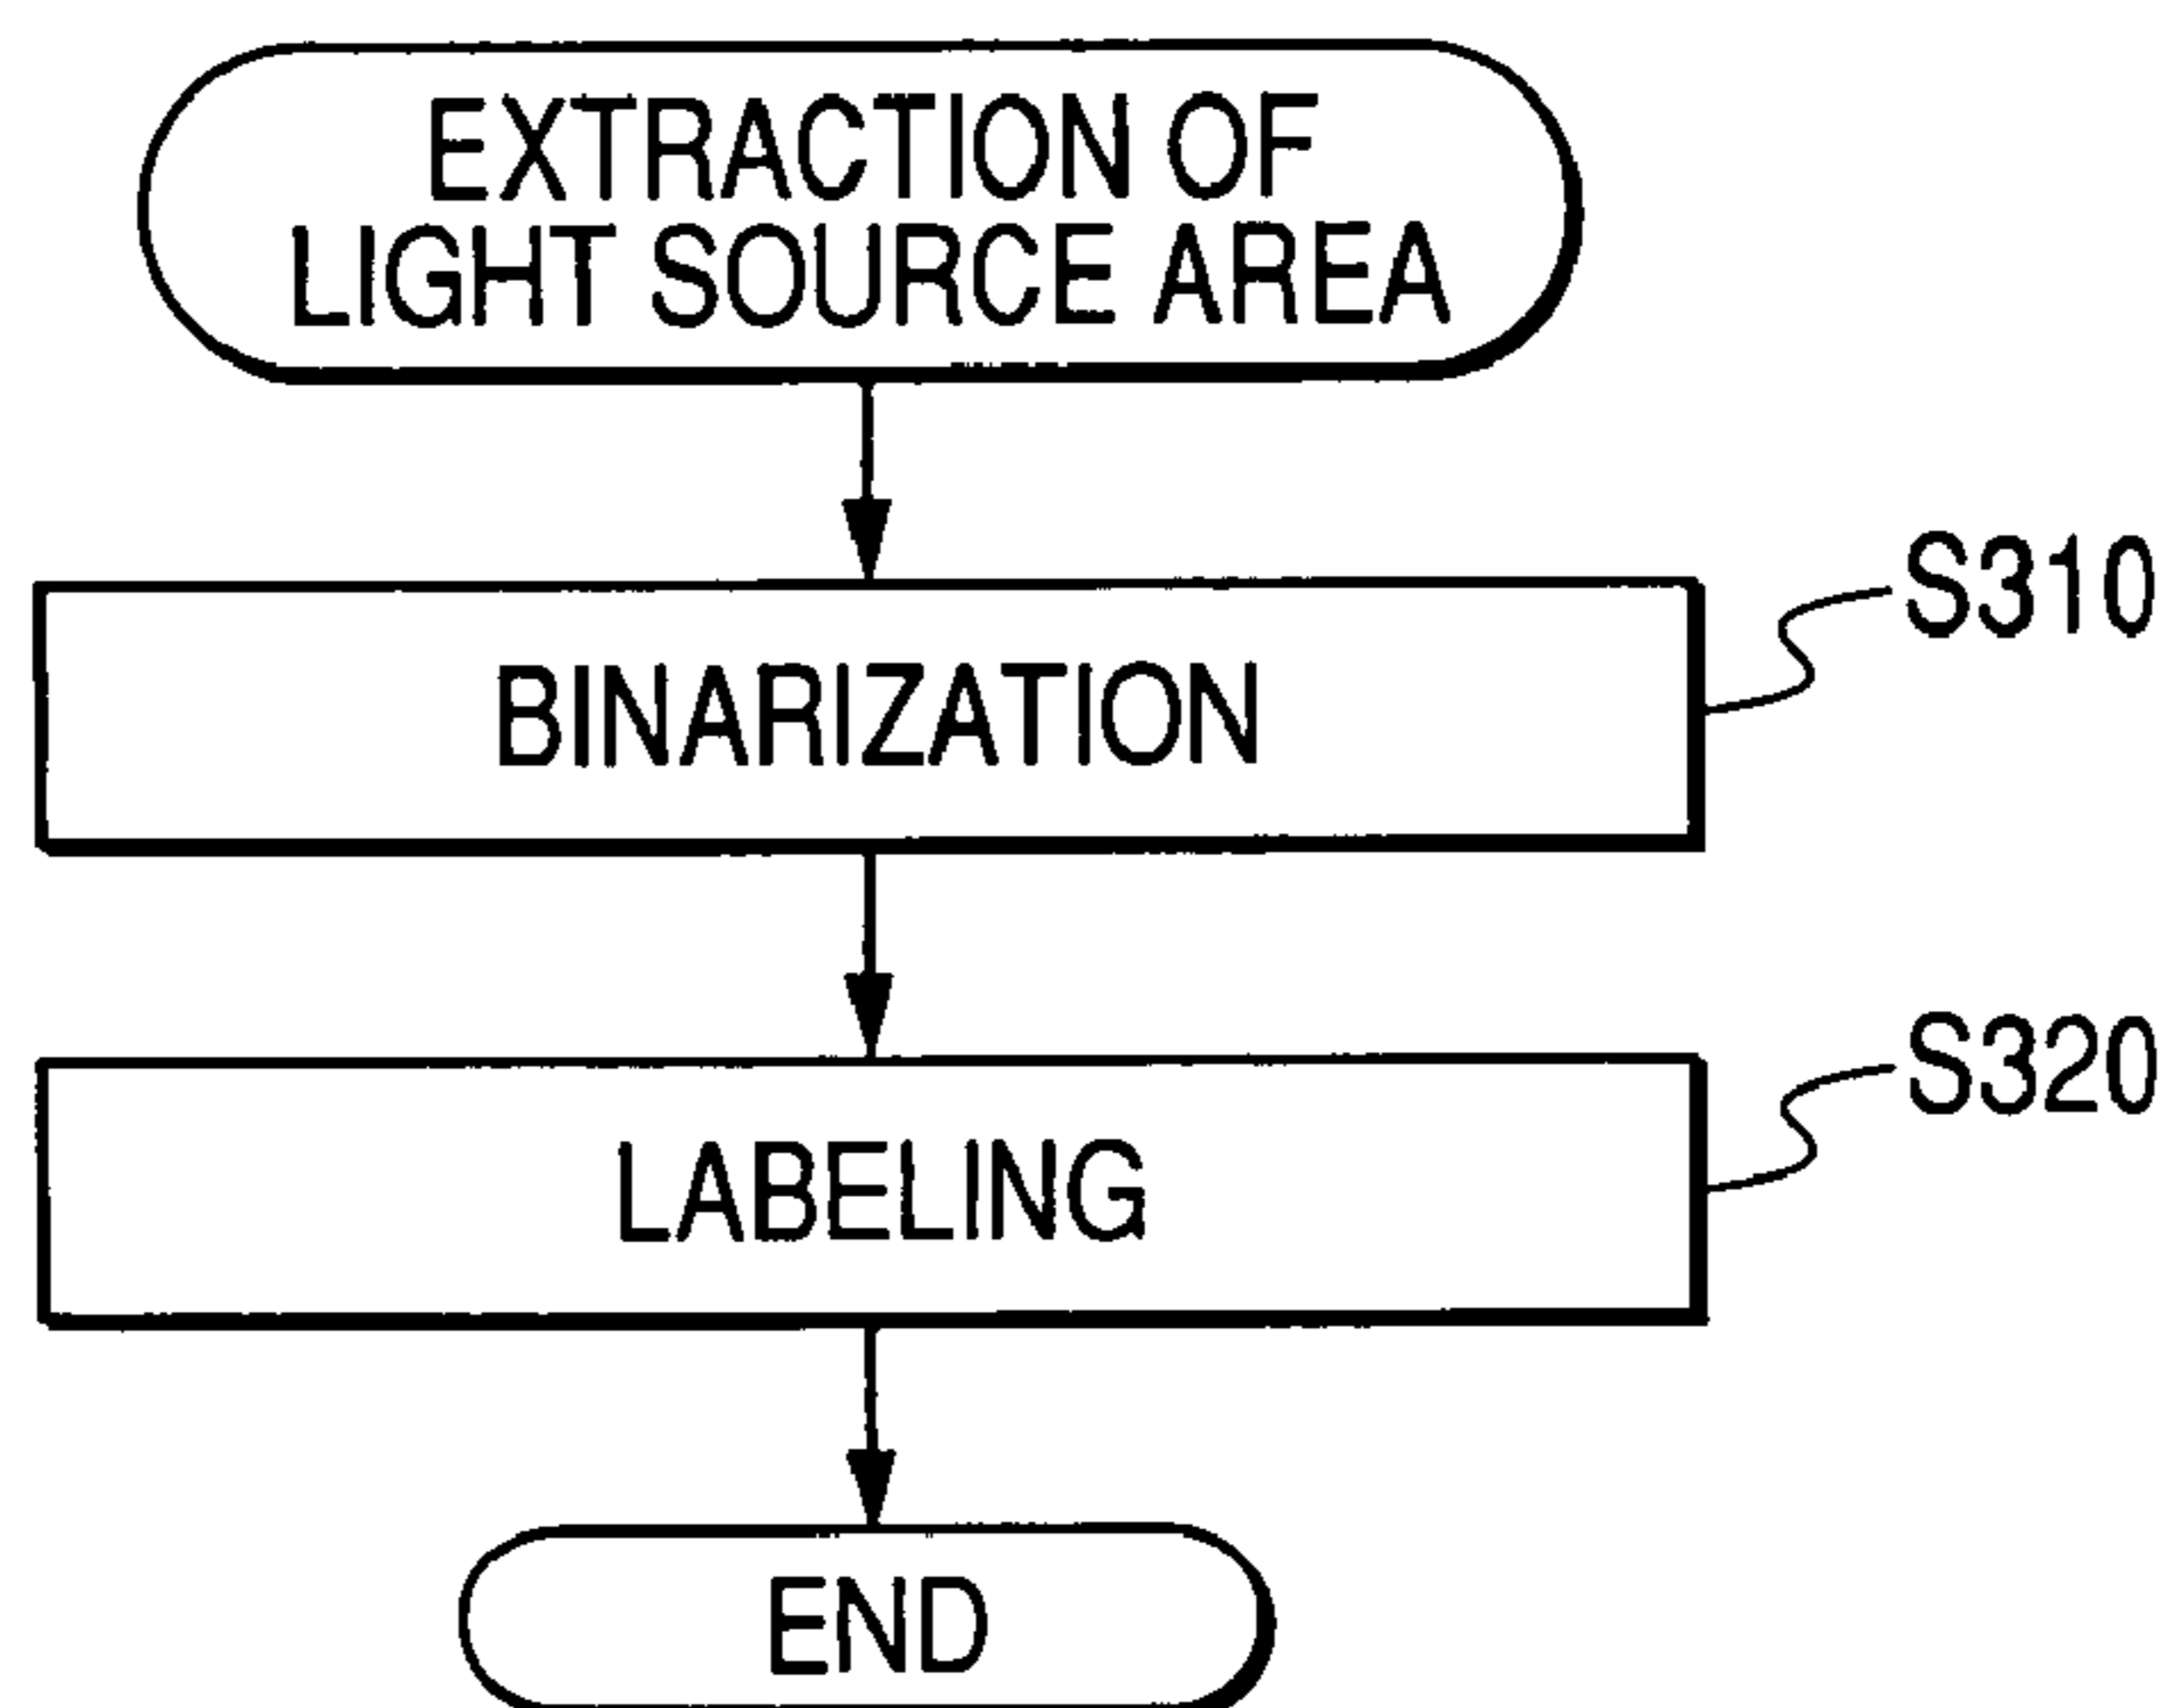 EXTRACTION OF
LIGHT SOURCE AREA
S310
BINARIZATION
S320
LABELING
END